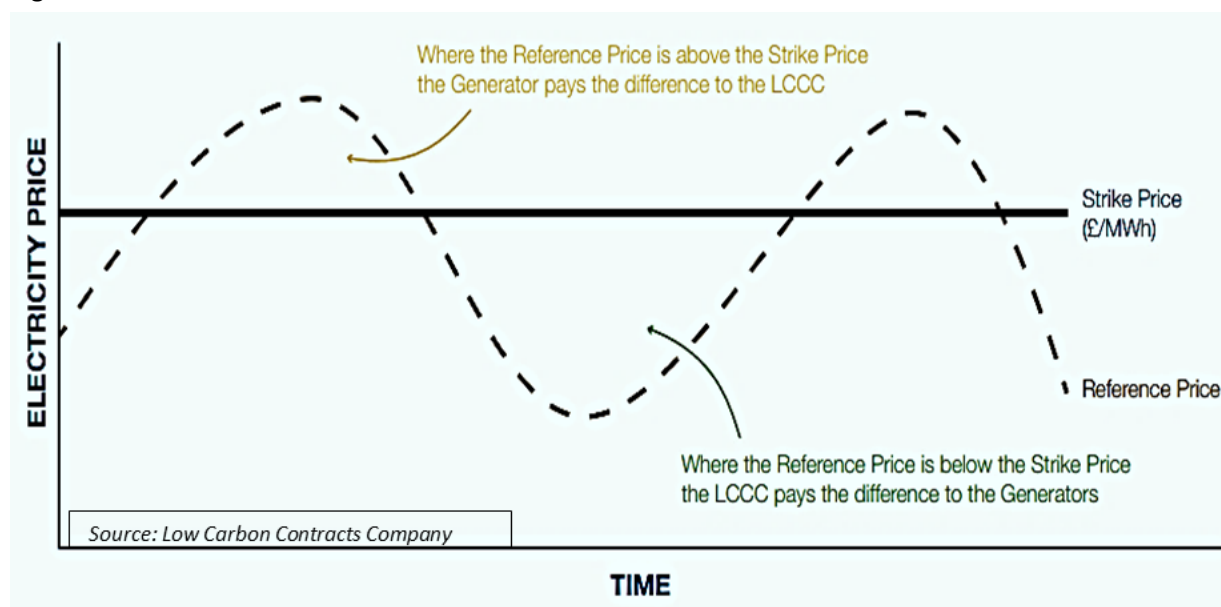 Where the Reference Price is above the Strike Price
the Generator pays the difference to the LCCC
ELECTRICITY PRICE
Strike Price
(£/MWh)
Reference Price
Where the Reference Price is below the Strike Price
the LCCC pays the difference to the Generators
Source: Low Carbon Contracts Company
TIME